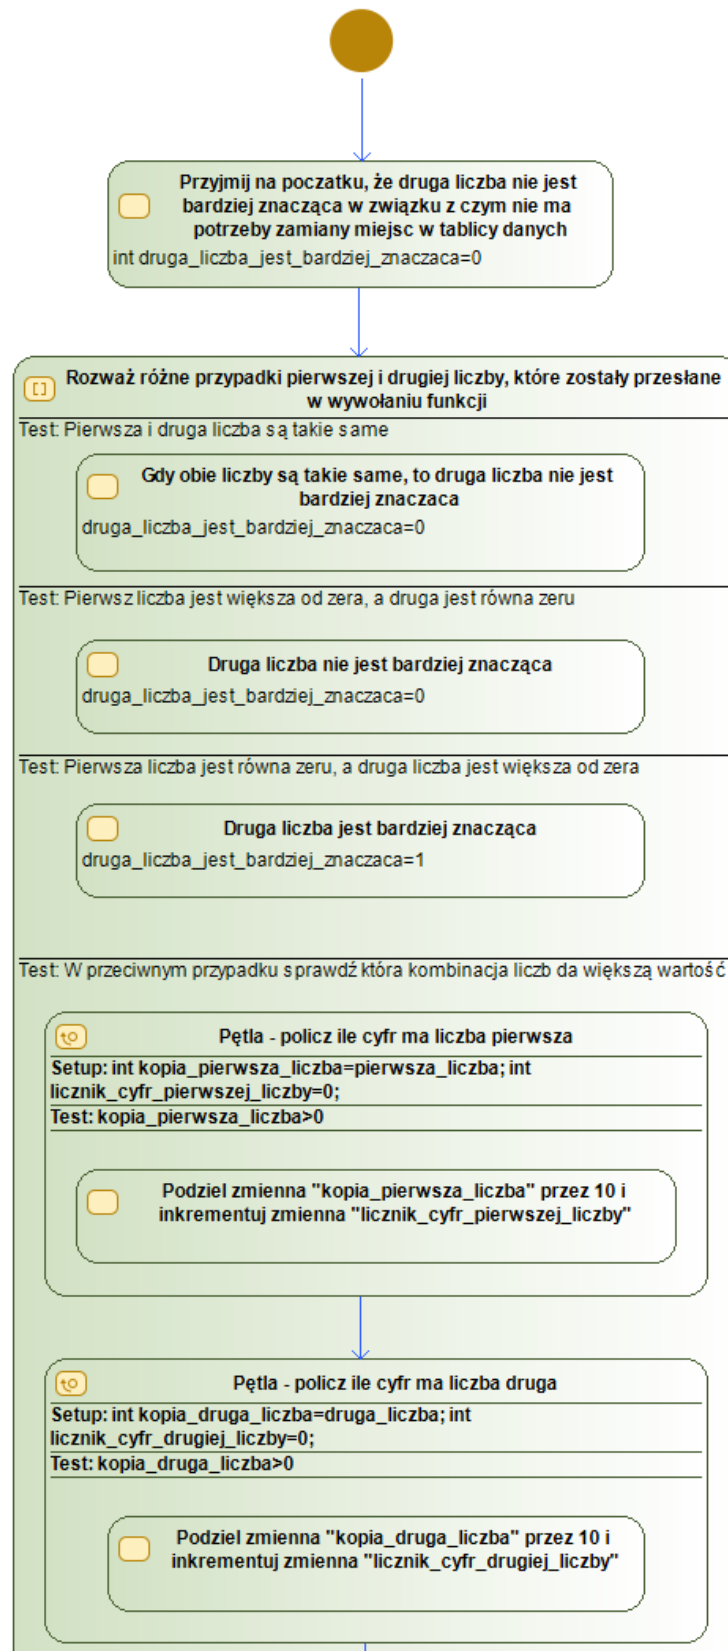 Przyjmij na poczatku, że druga liczba nie jest
bardziej znacząca w związku z czym nie ma
potrzeby zamiany miejsc w tablicy danych
int druga_liczba_jest_bardziej_znaczaca=0
Rozważ różne przypadki pierwszej i drugiej liczby, które zostały przesłane
w wywołaniu funkcji
Test: Pierwsza i druga liczba są takie same
Gdy obie liczby są takie same, to druga liczba nie jest
bardziej znaczaca
druga_liczba_jest_bardziej_znaczaca=0
Test: Pierwsz liczba jest większa od zera, a druga jest równa zeru
Druga liczba nie jest bardziej znacząca
druga_liczba_jest_bardziej_znaczaca=0
Test: Pierwsza liczba jest równa zeru, a druga liczba jest większa od zera
Druga liczba jest bardziej znacząca
druga_liczba_jest_bardziej_znaczaca=1
Test: W przeciwnym przypadku sprawdź która kombinacja liczb da większą wartość
Pętla - policz ile cyfr ma liczba pierwsza
Setup: int kopia_pierwsza_liczba=pierwsza_liczba; int
licznik_cyfr_pierwszej_liczby=0;
Test: kopia_pierwsza_liczba>0
Podziel zmienna "kopia_pierwsza_liczba" przez 10 i
inkrementuj zmienna "licznik_cyfr_pierwszej_liczby"
Pętla - policz ile cyfr ma liczba druga
Setup: int kopia_druga_liczba=druga_liczba; int
licznik_cyfr_drugiej_liczby=0;
Test: kopia_druga_liczba>0
Podziel zmienna "kopia_druga_liczba" przez 10 i
inkrementuj zmienna "licznik_cyfr_drugiej_liczby"